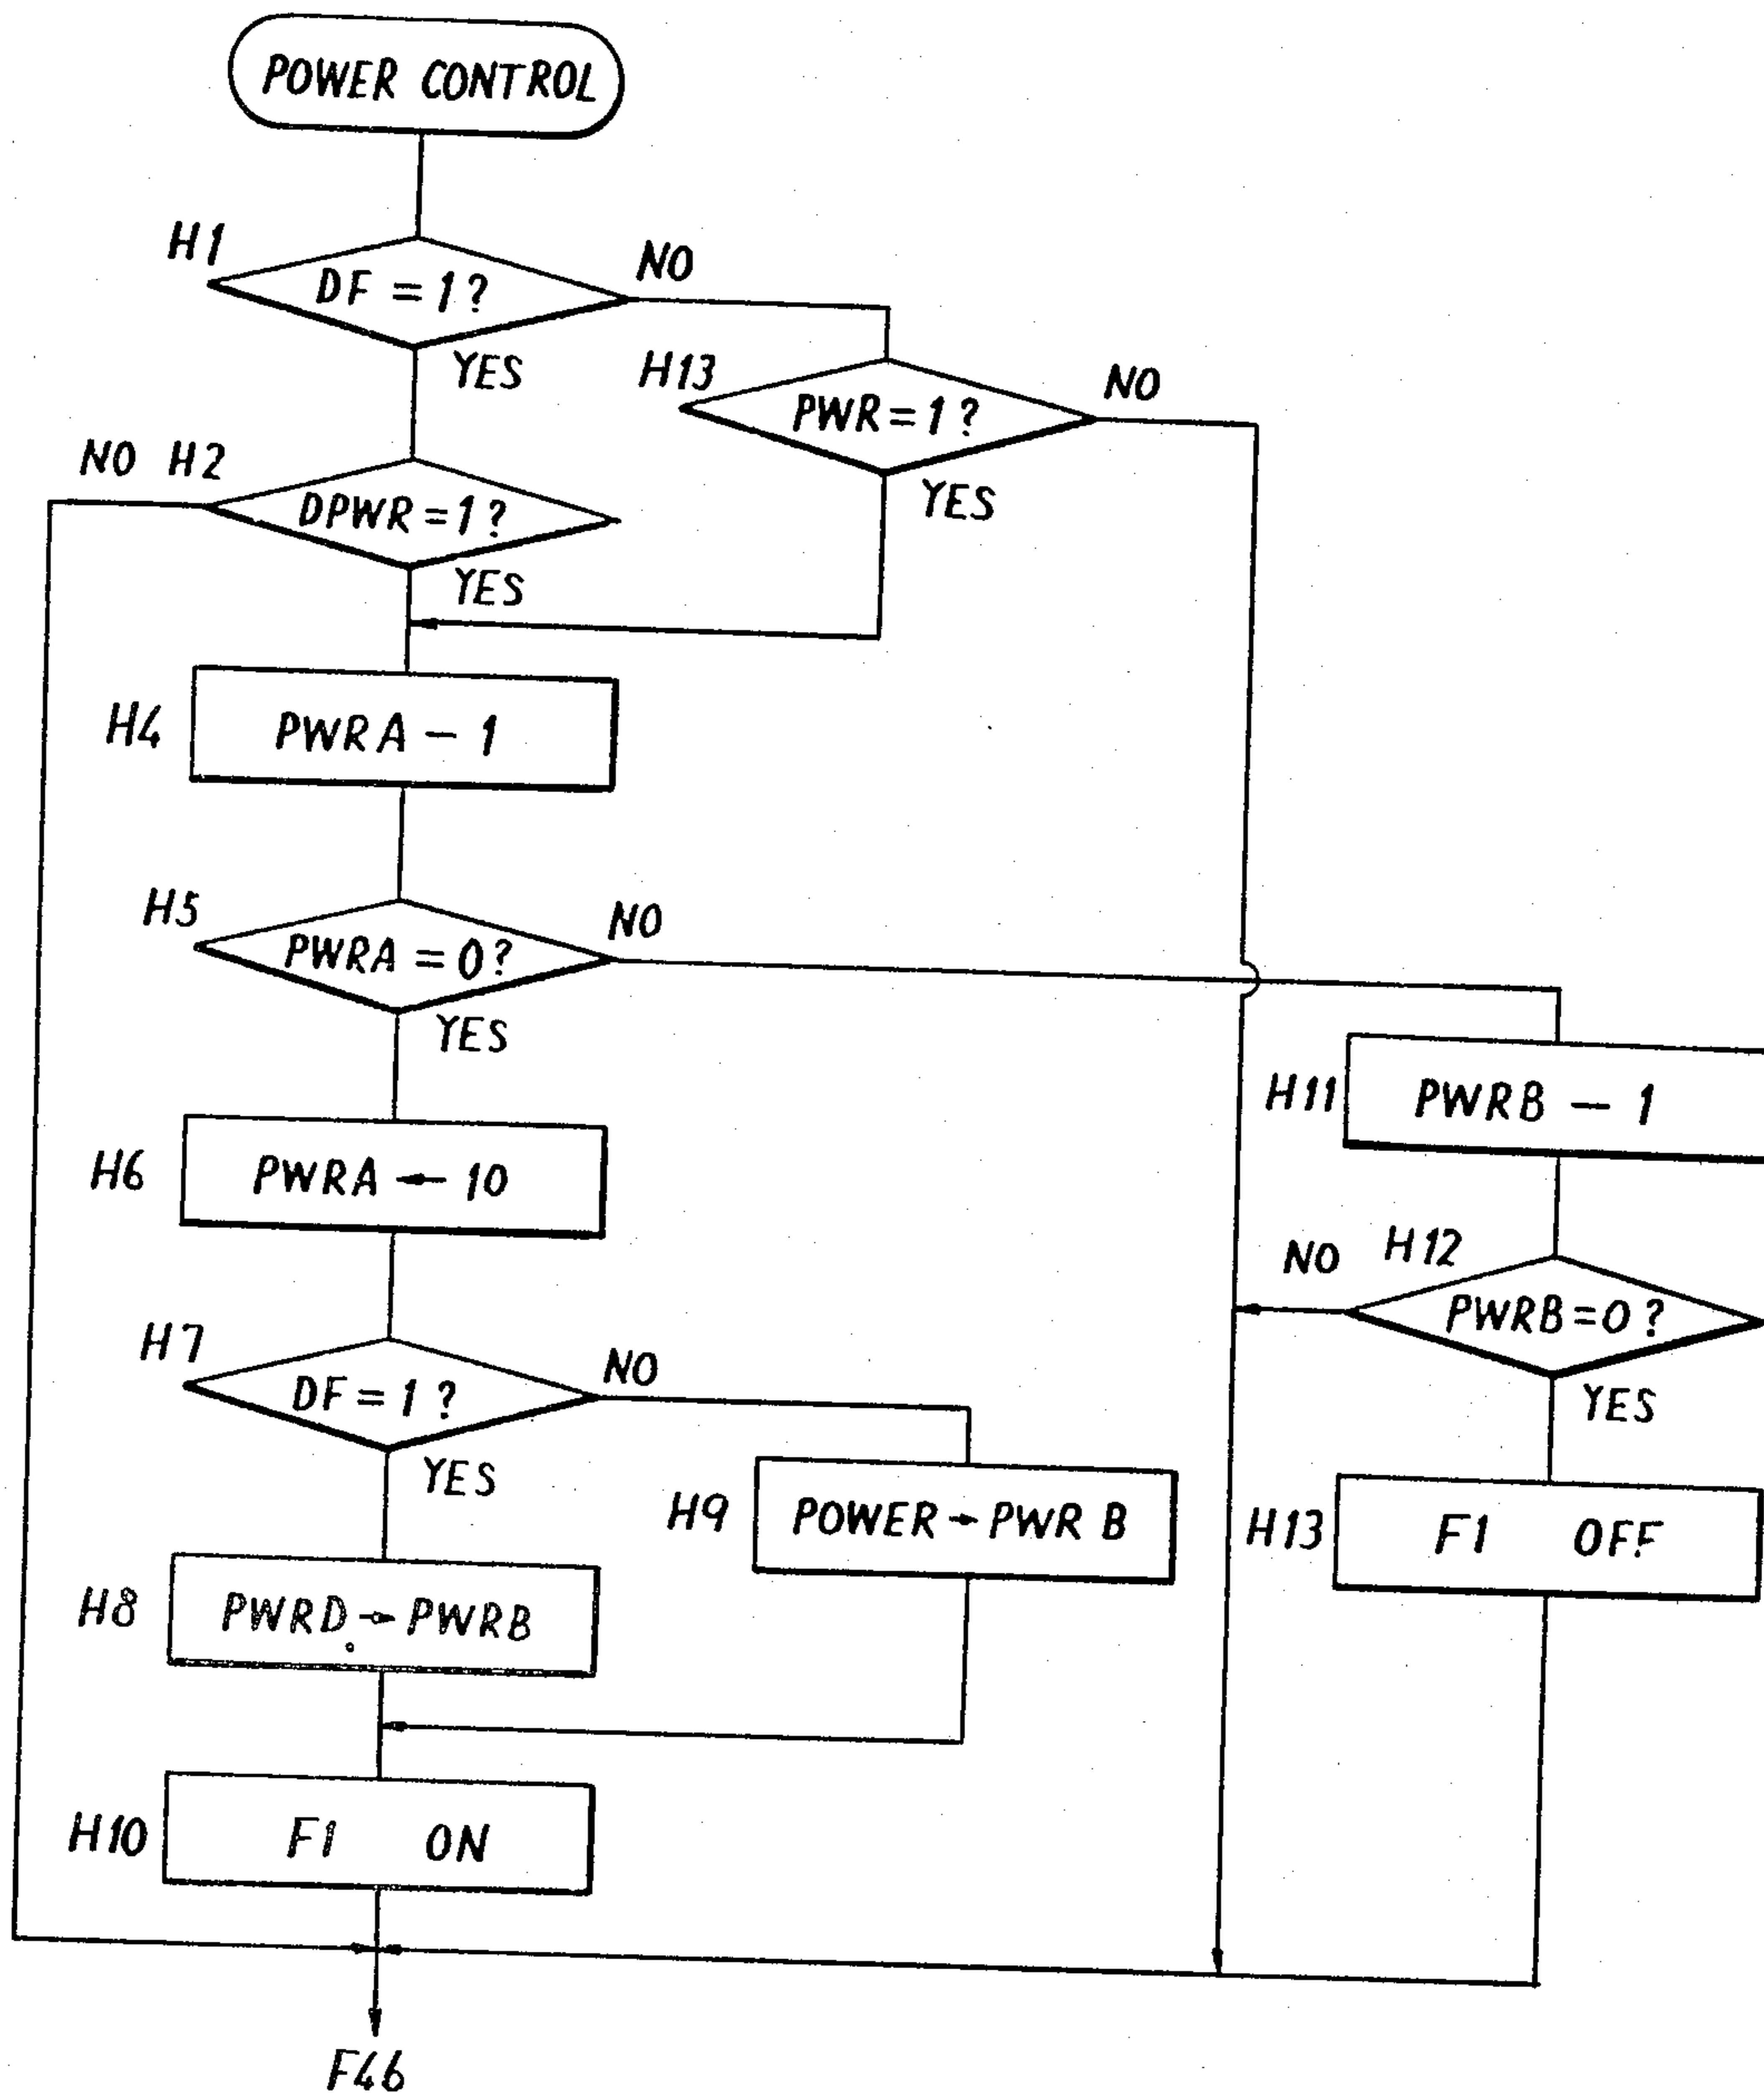 POWER CONTROL
H1
DF = 1?
NO
YES
H13
PWR = 1?
NO
YES
NO H2
DPWR = 1?
YES
H4
PWRA - 1
H5
PWRA = 0?
NO
YES
H11
PWRB - 1
H6
PWRA ← 10
NO
H12
PWRB = 0?
YES
H7
DF = 1?
NO
YES
H9
POWER → PWR B
H13
F1 OFF
H8
PWRD → PWRB
H10
F1 ON
F46